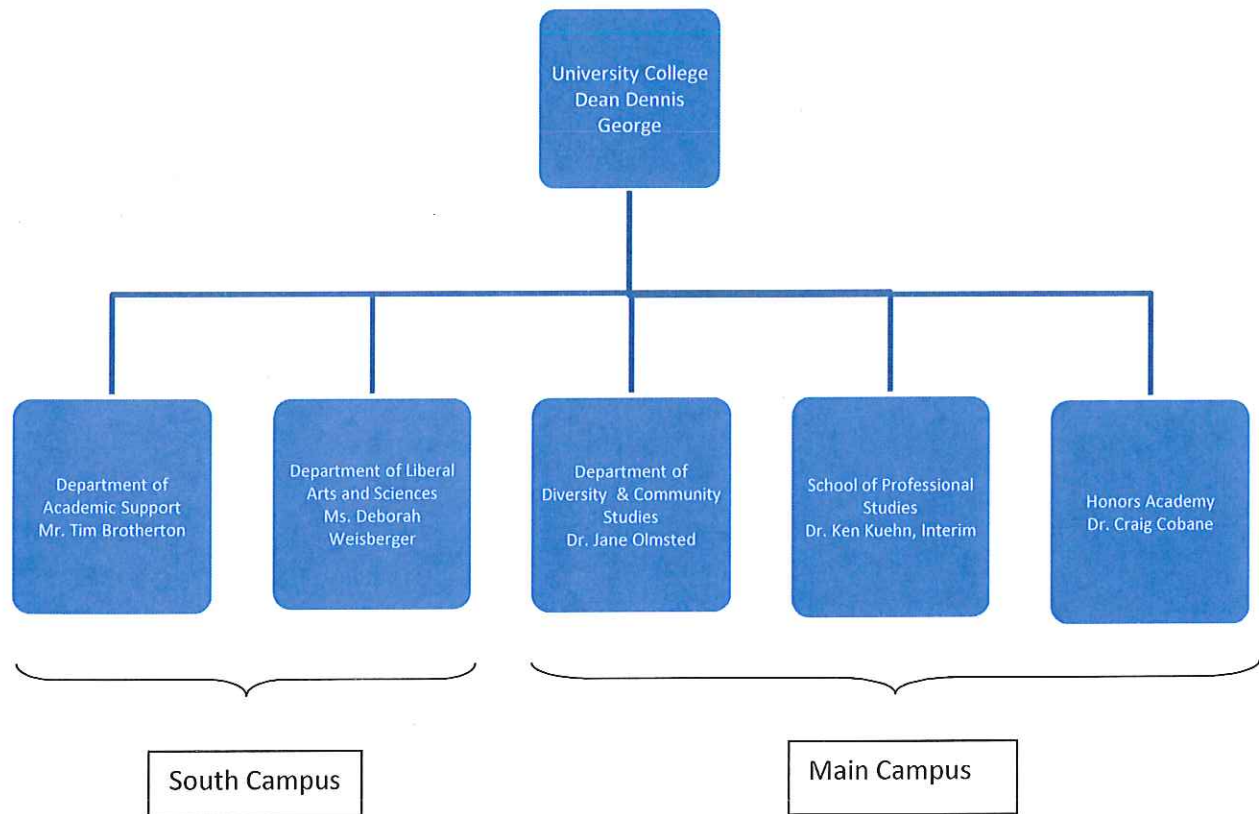 University College
Dean Dennis
George
Department of
Academic Support
Mr. Tim Brotherton
Department of Liberal
Arts and Sciences
Ms. Deborah
Weisberger
Department of
Diversity & Community
Studies
Dr. Jane Olmsted
School of Professional
Studies
Dr. Ken Kuehn, Interim
Honors Academy
Dr. Craig Cobane
South Campus
Main Campus